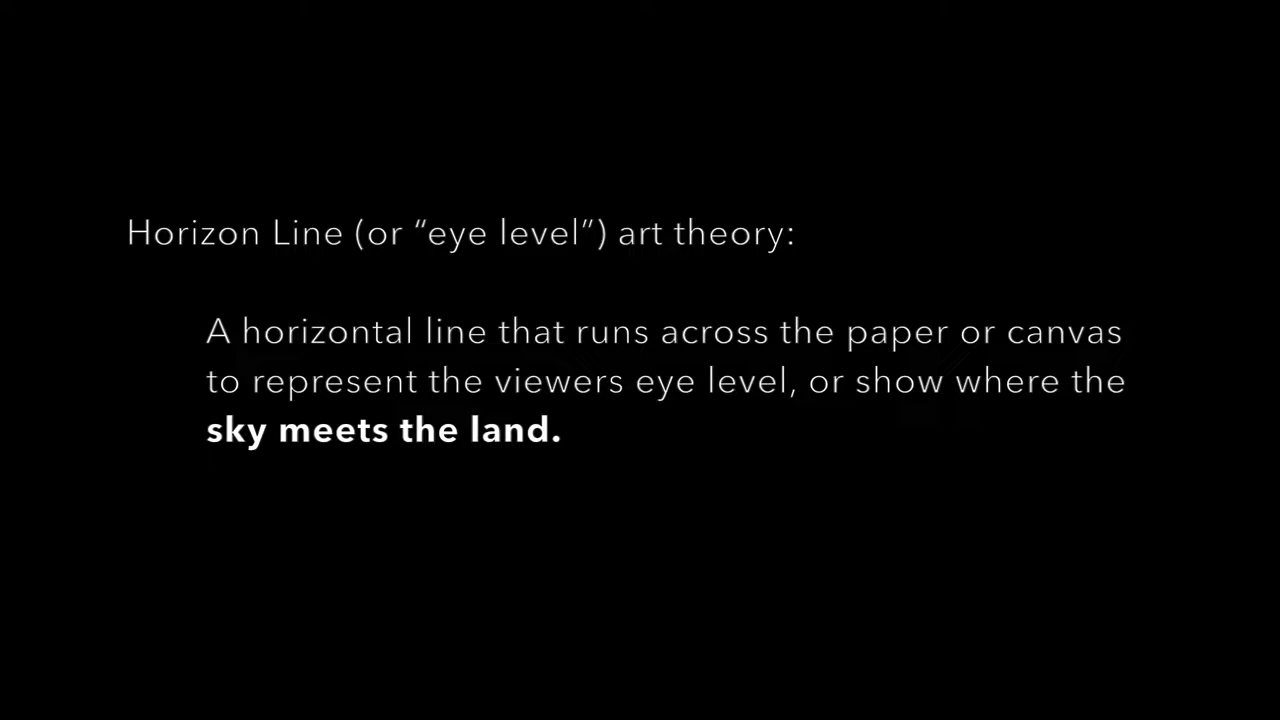 Horizon Line (or “eye level”) art theory:
A horizontal line that runs across the paper or canvas
to represent the viewers eye level, or show where the
sky meets the land.